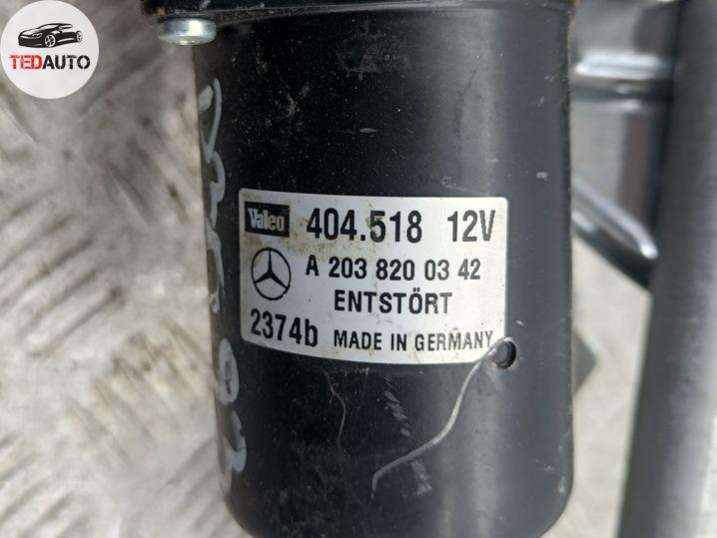 TEDAUTO
Valeo 404.518 12V
A 203 820 03 42
ENTSTÖRT
2374b MADE IN GERMANY